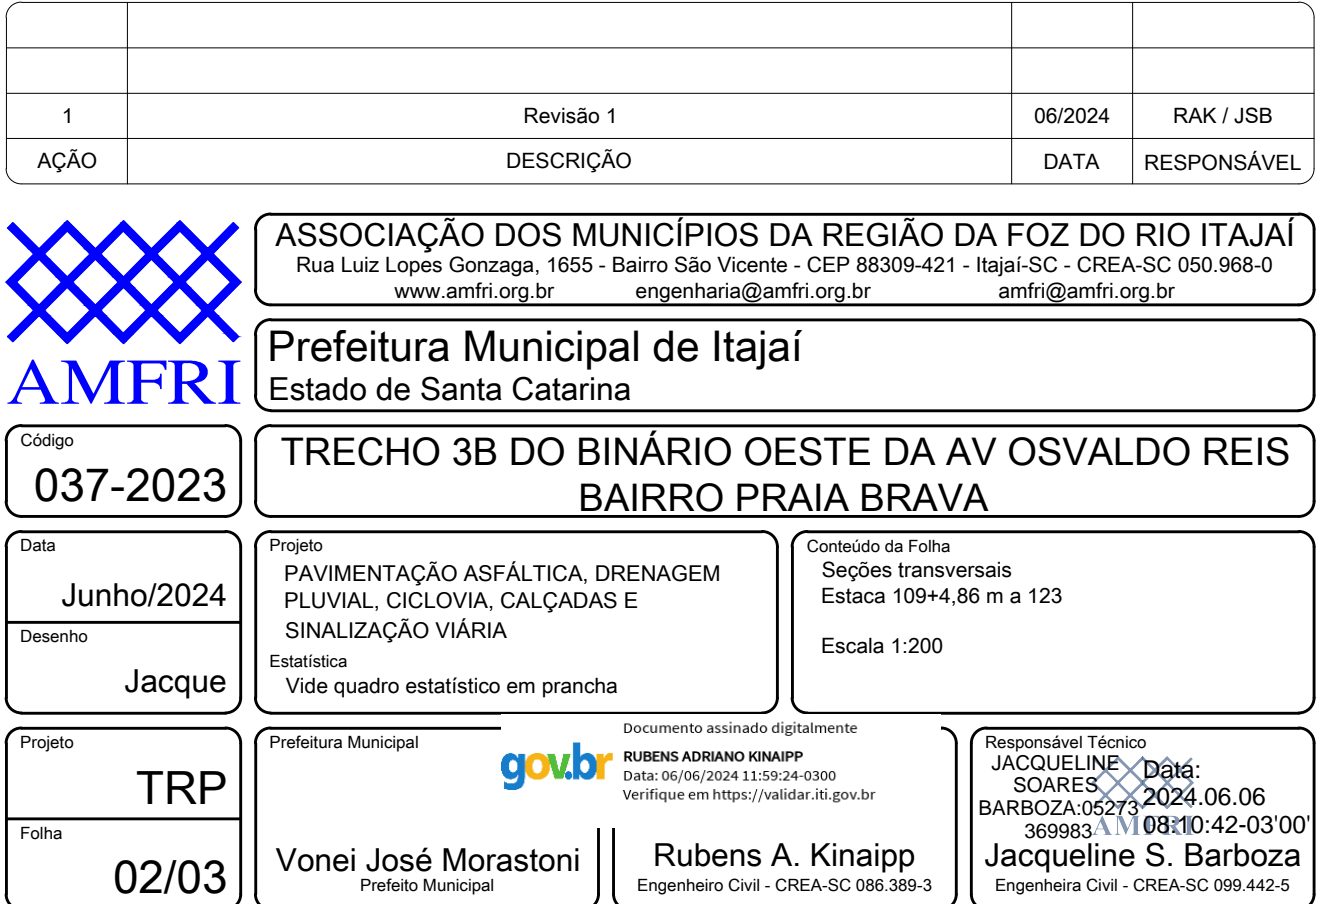 1 Revisão 1 06/2024 RAK / JSB
AÇÃO DESCRIÇÃO DATA RESPONSÁVEL
AMFRI
ASSOCIAÇÃO DOS MUNICÍPIOS DA REGIÃO DA FOZ DO RIO ITAJAÍ
Rua Luiz Lopes Gonzaga, 1655 - Bairro São Vicente - CEP 88309-421 - Itajaí-SC - CREA-SC 050.968-0
www.amfri.org.br engenharia@amfri.org.br amfri@amfri.org.br
Prefeitura Municipal de Itajaí
Estado de Santa Catarina
Código
037-2023
TRECHO 3B DO BINÁRIO OESTE DA AV OSVALDO REIS
BAIRRO PRAIA BRAVA
Data
Junho/2024
Desenho
Jacque
Projeto
PAVIMENTAÇÃO ASFÁLTICA, DRENAGEM
PLUVIAL, CICLOVIA, CALÇADAS E
SINALIZAÇÃO VIÁRIA
Estatística
Vide quadro estatístico em prancha
Conteúdo da Folha
Seções transversais
Estaca 109+4,86 m a 123
Escala 1:200
Projeto
TRP
Folha
02/03
Prefeitura Municipal
Vonei José Morastoni
Prefeito Municipal
gov.br
Documento assinado digitalmente
RUBENS ADRIANO KINAIPP
Data: 06/06/2024 11:59:24-0300
Verifique em https://validar.iti.gov.br
Rubens A. Kinaipp
Engenheiro Civil - CREA-SC 086.389-3
Responsável Técnico
JACQUELINE
SOARES
BARBOZA:05273
369983
AMFRI
Data:
2024.06.06
08:10:42-03'00'
Jacqueline S. Barboza
Engenheira Civil - CREA-SC 099.442-5